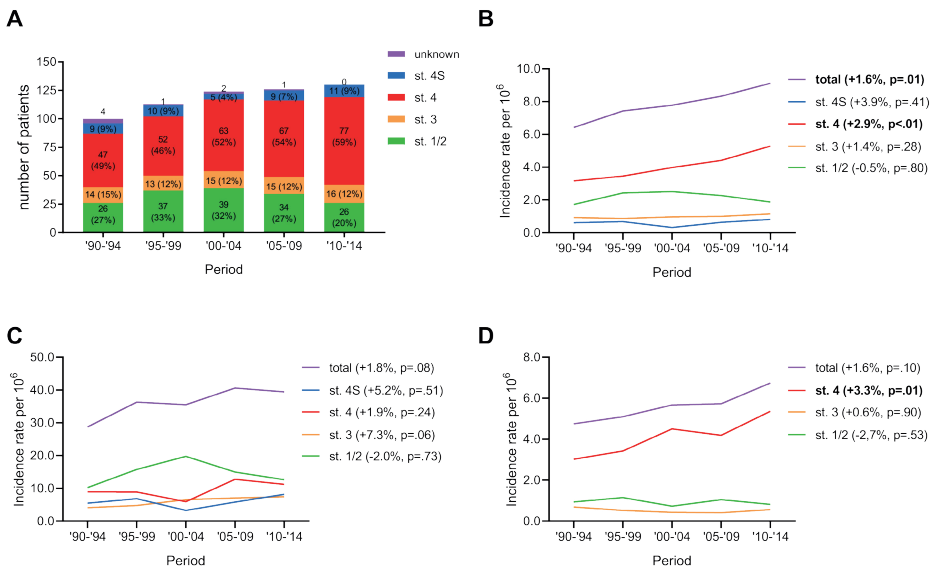 A
number of patients
150
125
100
75
50
25
0
4
9 (9%)
47
(49%)
14 (15%)
26
(27%)
1
10 (9%)
52
(46%)
13 (12%)
37
(33%)
2
5 (4%)
63
(52%)
15 (12%)
39
(32%)
1
9 (7%)
67
(54%)
15 (12%)
34
(27%)
0
11 (9%)
77
(59%)
16 (12%)
26
(20%)
'90-'94 '95-'99 '00-'04 '05-'09 '10-'14
Period
unknown
st. 4S
st. 4
st. 3
st. 1/2
B
Incidence rate per 10⁶
10.0
8.0
6.0
4.0
2.0
0.0
'90-'94 '95-'99 '00-'04 '05-'09 '10-'14
Period
total (+1.6%, p=.01)
st. 4S (+3.9%, p=.41)
st. 4 (+2.9%, p<.01)
st. 3 (+1.4%, p=.28)
st. 1/2 (-0.5%, p=.80)
C
Incidence rate per 10⁶
50.0
40.0
30.0
20.0
10.0
0.0
'90-'94 '95-'99 '00-'04 '05-'09 '10-'14
Period
total (+1.8%, p=.08)
st. 4S (+5.2%, p=.51)
st. 4 (+1.9%, p=.24)
st. 3 (+7.3%, p=.06)
st. 1/2 (-2.0%, p=.73)
D
Incidence rate per 10⁶
8.0
6.0
4.0
2.0
0.0
'90-'94 '95-'99 '00-'04 '05-'09 '10-'14
Period
total (+1.6%, p=.10)
st. 4 (+3.3%, p=.01)
st. 3 (+0.6%, p=.90)
st. 1/2 (-2,7%, p=.53)